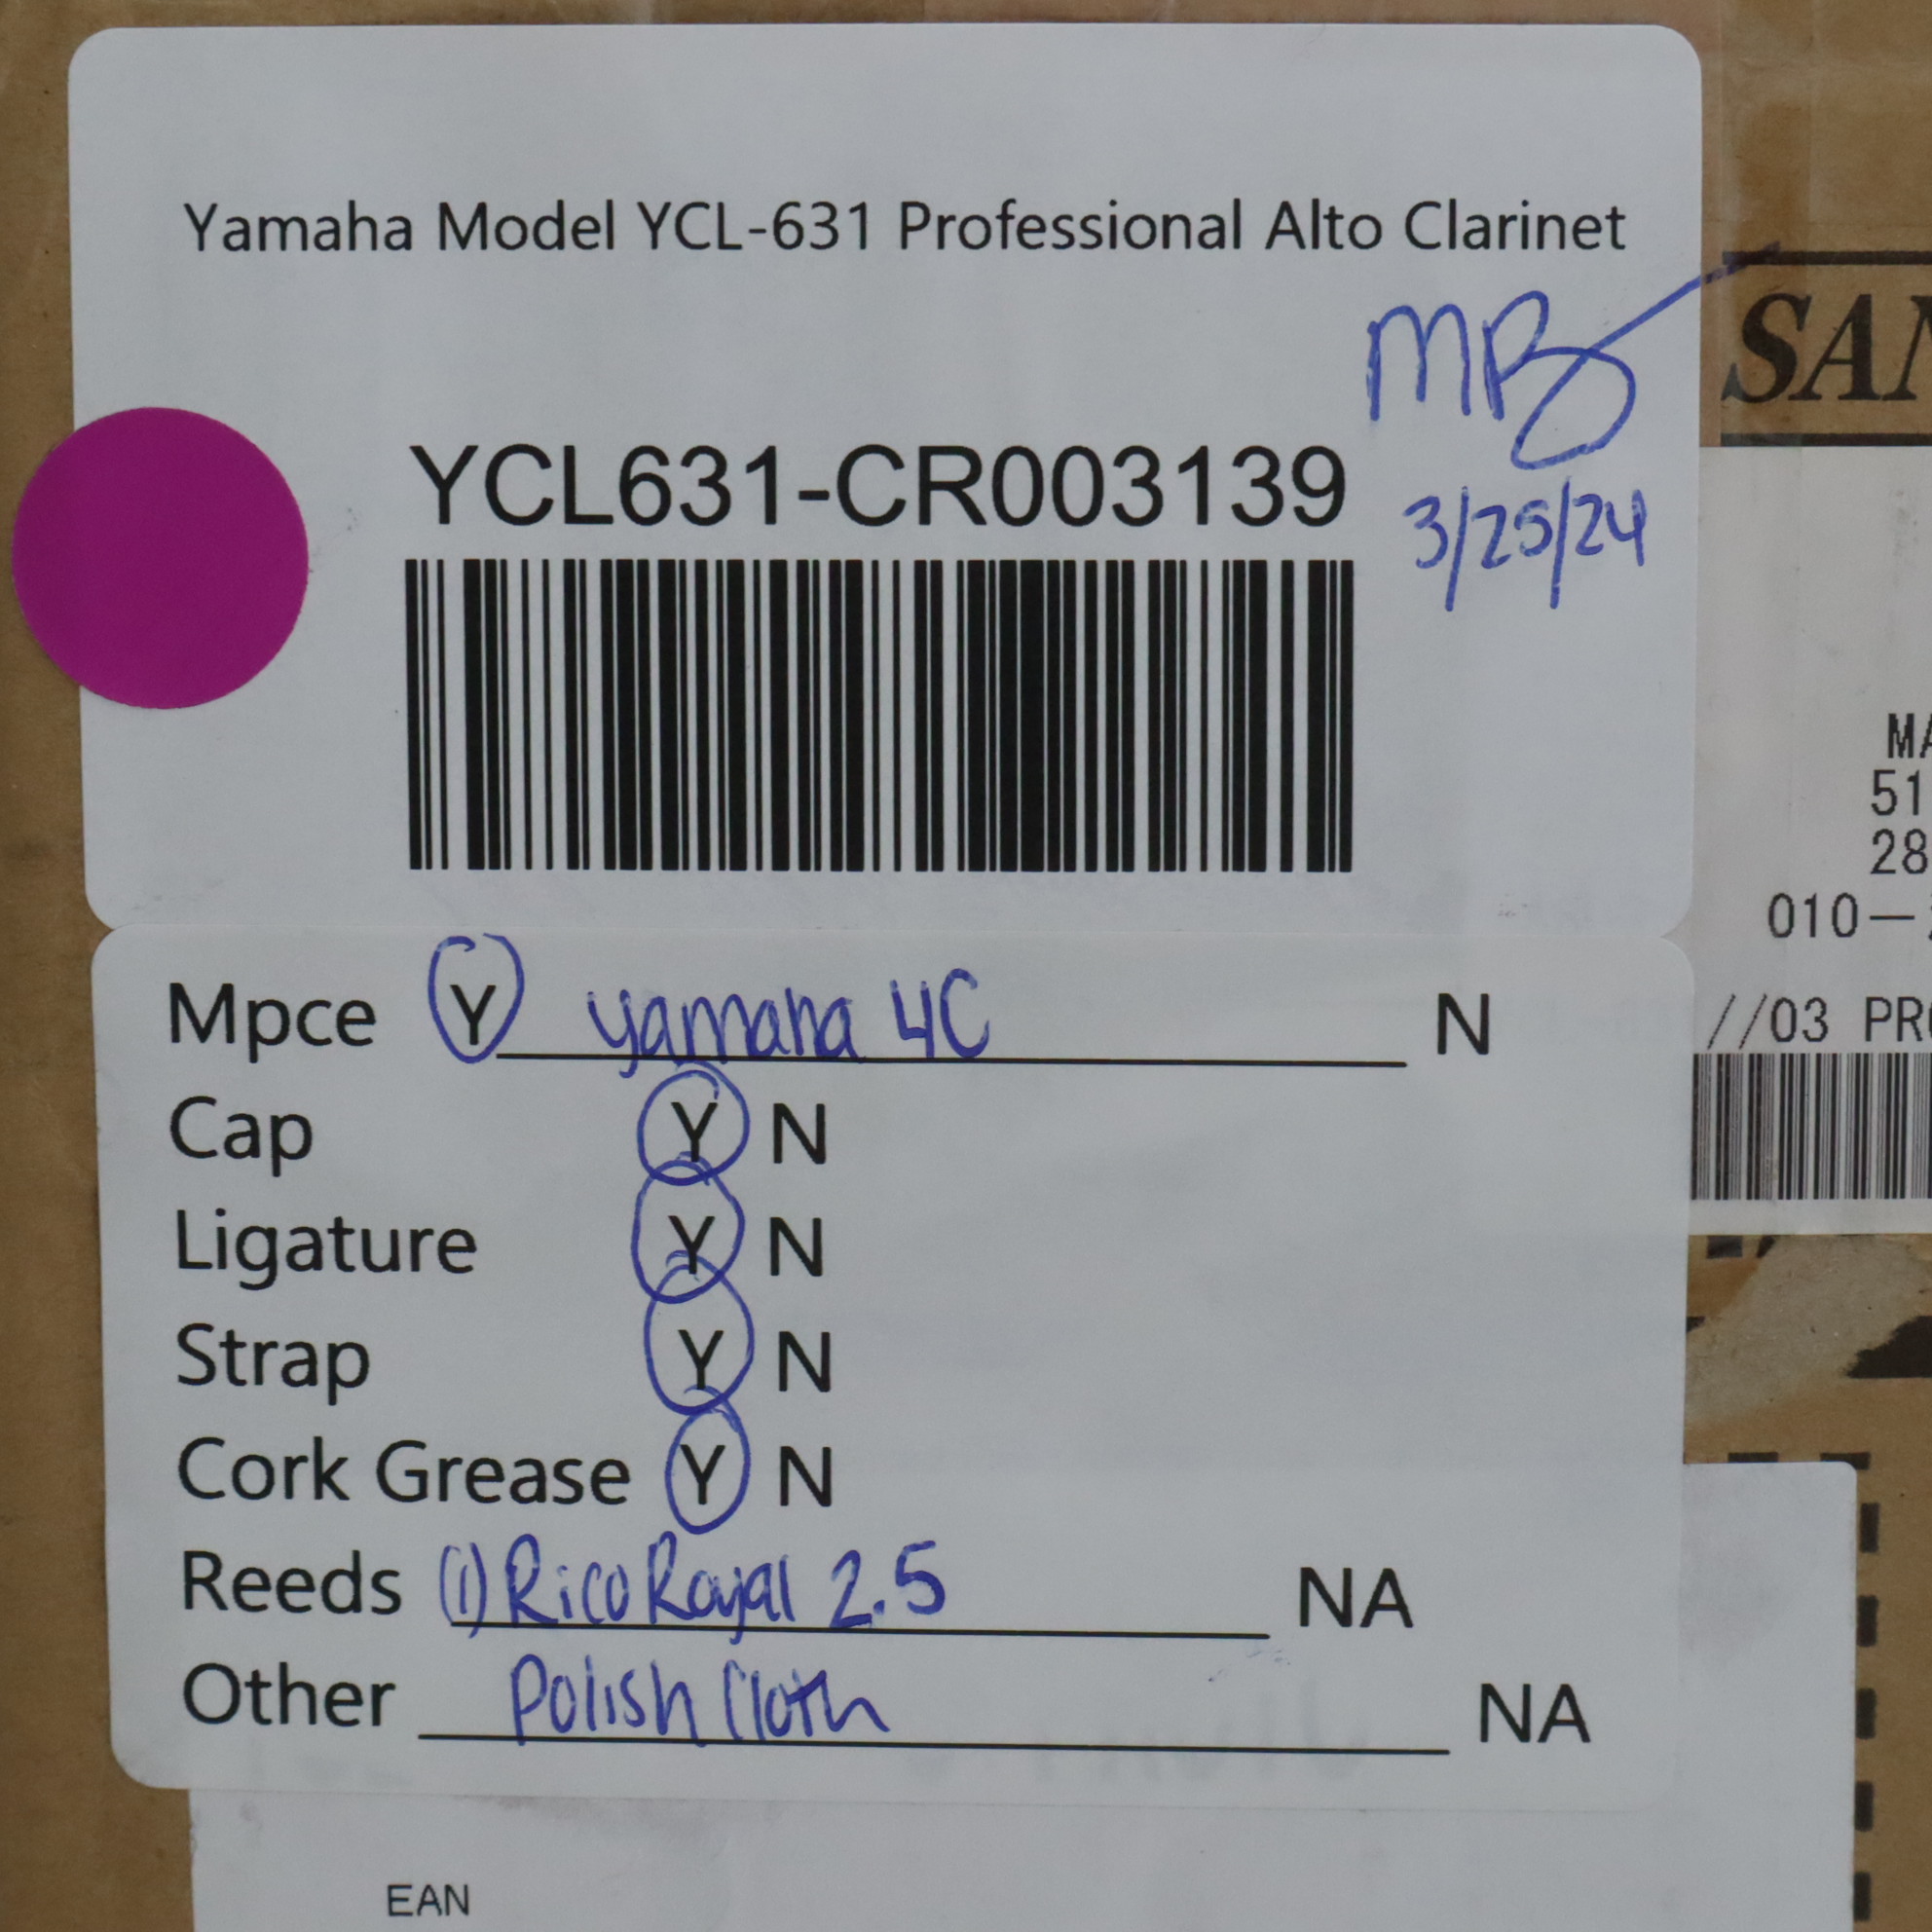 Yamaha Model YCL-631 Professional Alto Clarinet
MB
YCL631-CR003139
3/25/24
Mpce Y yamaha 4C N
Cap Y N
Ligature Y N
Strap Y N
Cork Grease Y N
Reeds (1) Rico Royal 2.5 NA
Other Polish Cloth NA
EAN
SAN
MA
51
28
010-
//03 PRO